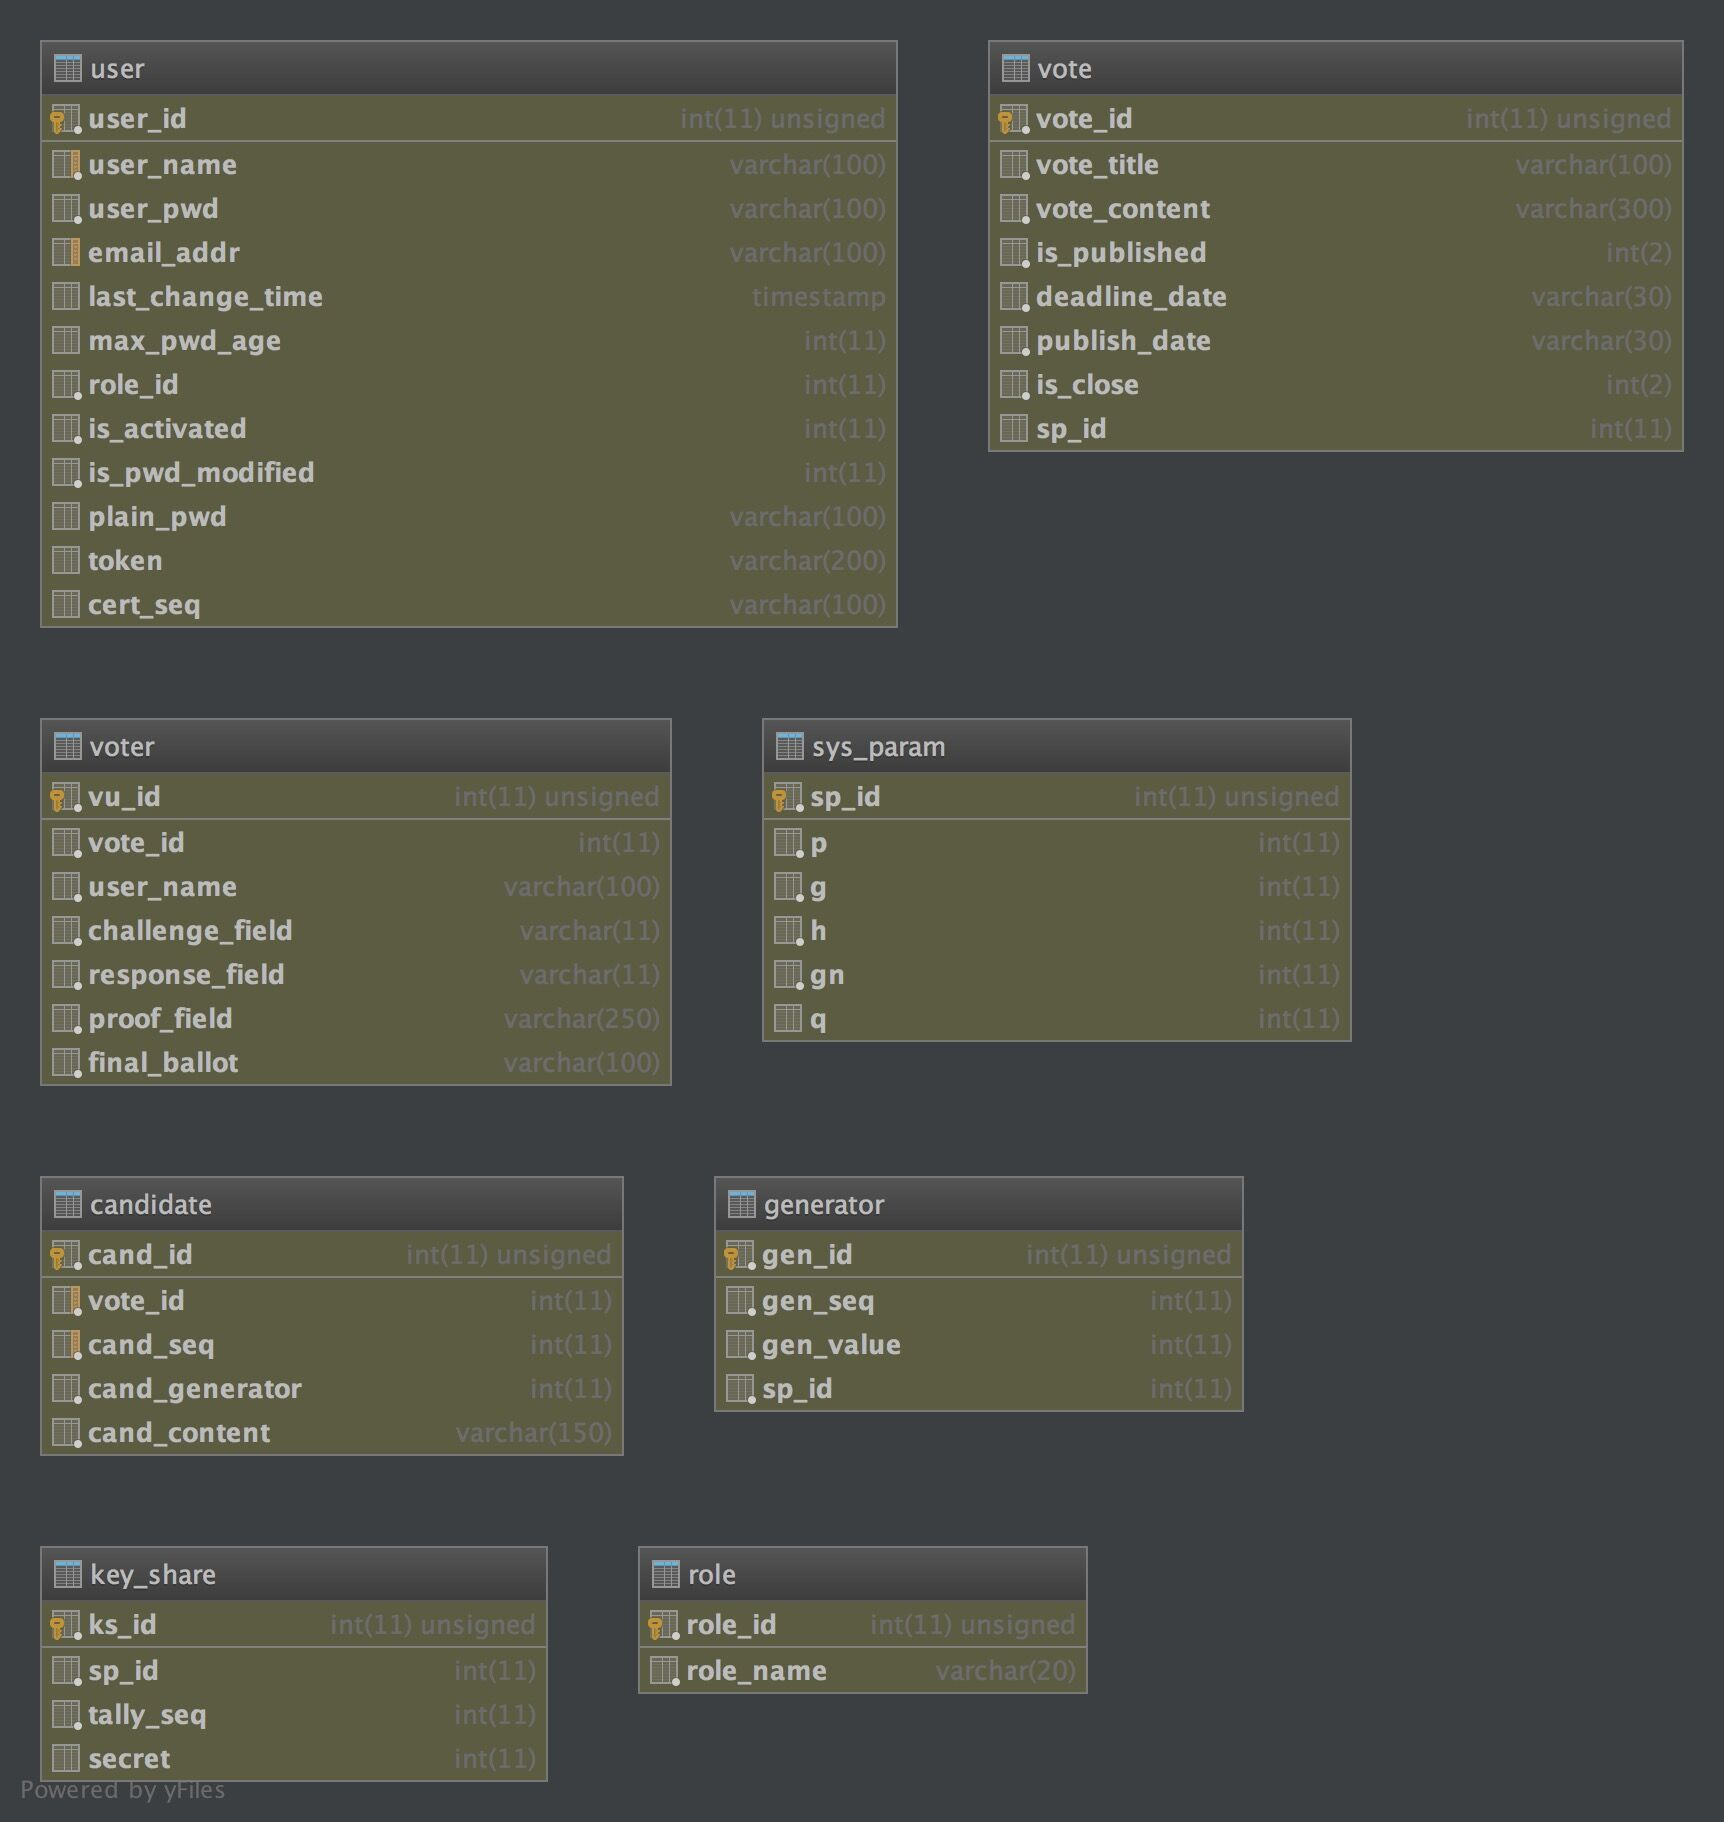 user
user_id int(11) unsigned
user_name varchar(100)
user_pwd varchar(100)
email_addr varchar(100)
last_change_time timestamp
max_pwd_age int(11)
role_id int(11)
is_activated int(11)
is_pwd_modified int(11)
plain_pwd varchar(100)
token varchar(200)
cert_seq varchar(100)
vote
vote_id int(11) unsigned
vote_title varchar(100)
vote_content varchar(300)
is_published int(2)
deadline_date varchar(30)
publish_date varchar(30)
is_close int(2)
sp_id int(11)
voter
vu_id int(11) unsigned
vote_id int(11)
user_name varchar(100)
challenge_field varchar(11)
response_field varchar(11)
proof_field varchar(250)
final_ballot varchar(100)
sys_param
sp_id int(11) unsigned
p int(11)
g int(11)
h int(11)
gn int(11)
q int(11)
candidate
cand_id int(11) unsigned
vote_id int(11)
cand_seq int(11)
cand_generator int(11)
cand_content varchar(150)
generator
gen_id int(11) unsigned
gen_seq int(11)
gen_value int(11)
sp_id int(11)
key_share
ks_id int(11) unsigned
sp_id int(11)
tally_seq int(11)
secret int(11)
role
role_id int(11) unsigned
role_name varchar(20)
Powered by yFiles